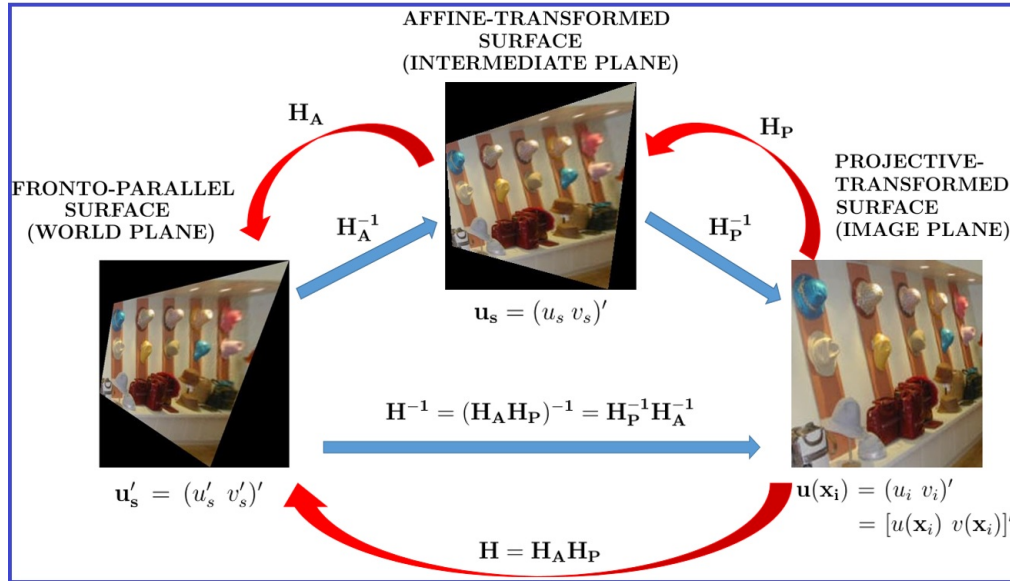 AFFINE-TRANSFORMED
SURFACE
(INTERMEDIATE PLANE)
H_A
H_P
PROJECTIVE-
TRANSFORMED
SURFACE
(IMAGE PLANE)
FRONTO-PARALLEL
SURFACE
(WORLD PLANE)
H_A^{-1}
H_P^{-1}
u_s = (u_s v_s)′
H^{-1} = (H_A H_P)^{-1} = H_P^{-1} H_A^{-1}
u′_s = (u′_s v′_s)′
u(x_i) = (u_i v_i)′
= [u(x_i) v(x_i)]′
H = H_A H_P